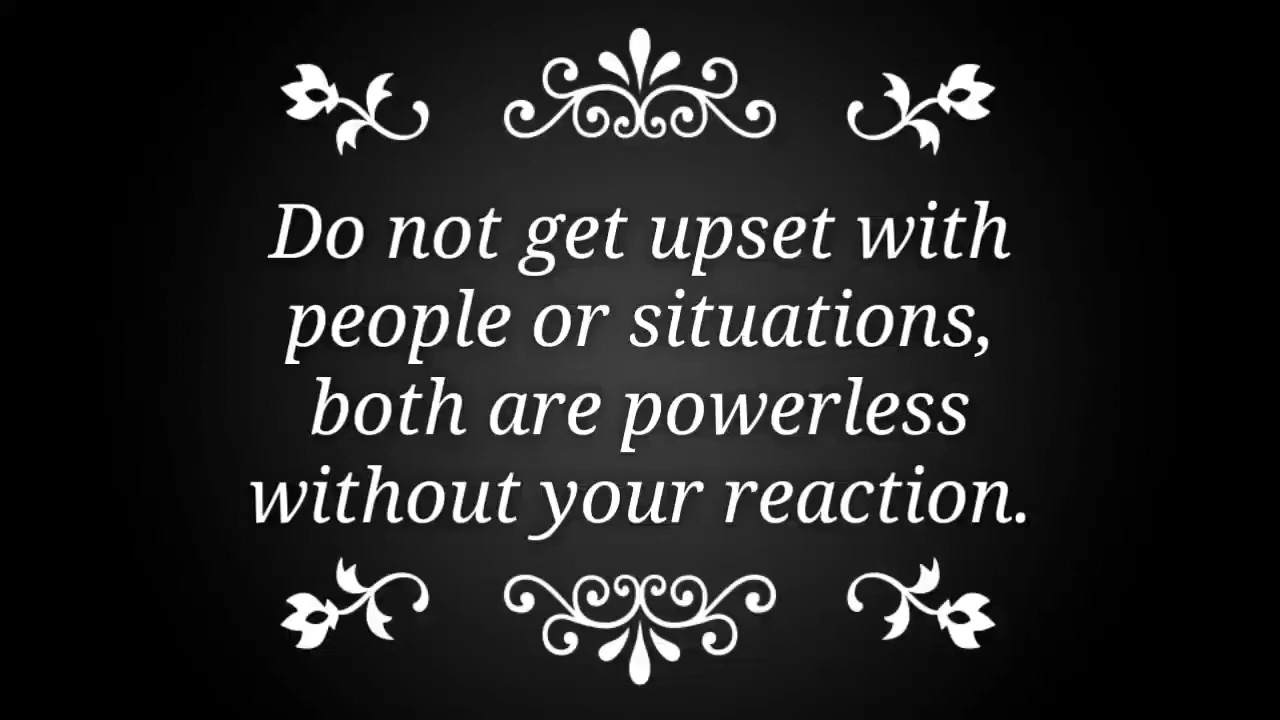 Do not get upset with
people or situations,
both are powerless
without your reaction.